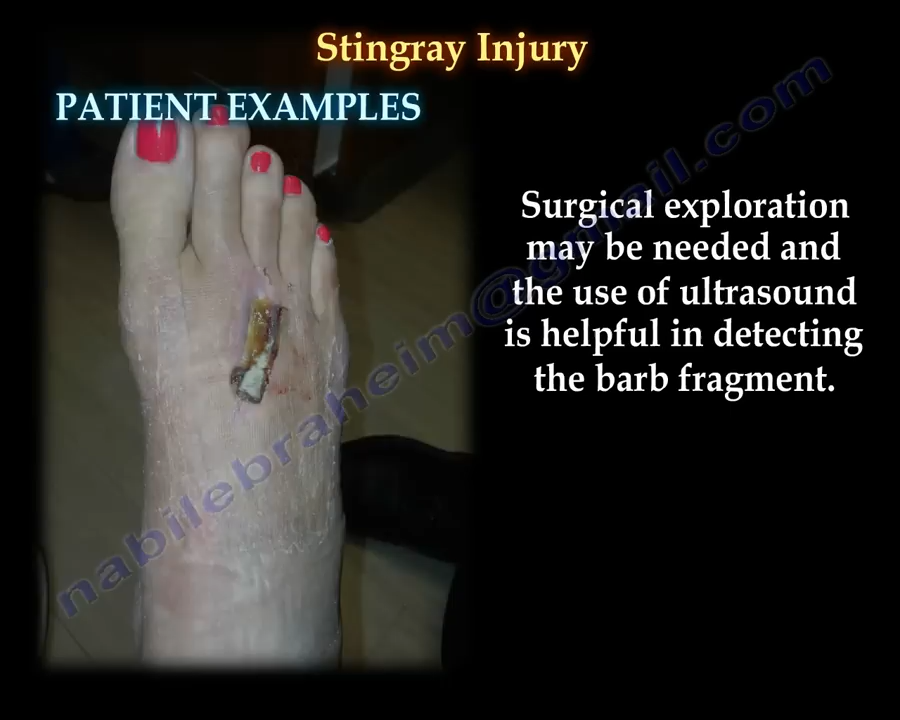 Stingray Injury
PATIENT EXAMPLES
Surgical exploration
may be needed and
the use of ultrasound
is helpful in detecting
the barb fragment.
nabilebraheim@gmail.com